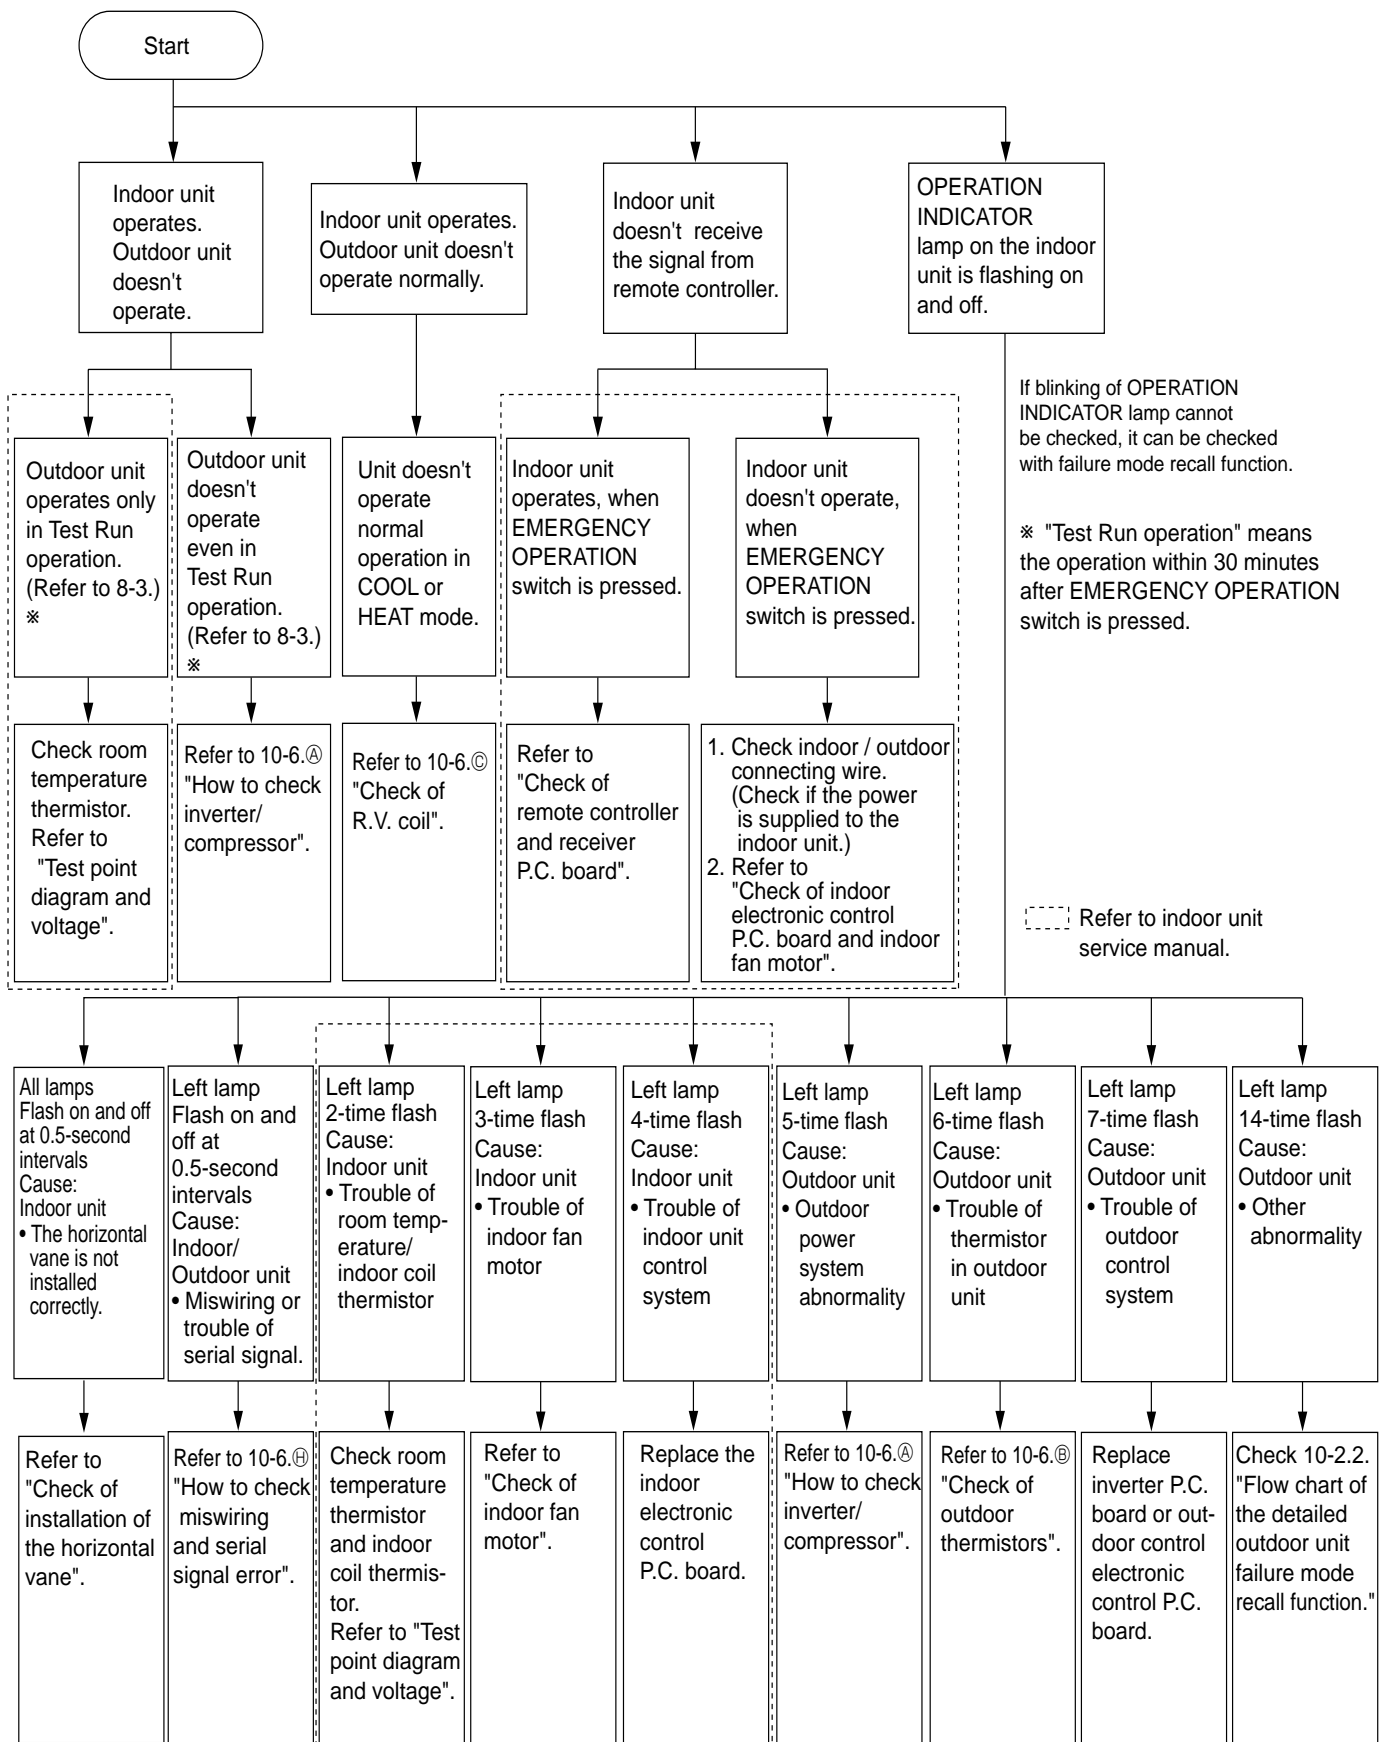 Start
Indoor unit
operates.
Outdoor unit
doesn't
operate.
Indoor unit operates.
Outdoor unit doesn't
operate normally.
Indoor unit
doesn't receive
the signal from
remote controller.
OPERATION
INDICATOR
lamp on the indoor
unit is flashing on
and off.
If blinking of OPERATION
INDICATOR lamp cannot
be checked, it can be checked
with failure mode recall function.
※ "Test Run operation" means
the operation within 30 minutes
after EMERGENCY OPERATION
switch is pressed.
Outdoor unit
operates only
in Test Run
operation.
(Refer to 8-3.)
※
Outdoor unit
doesn't
operate
even in
Test Run
operation.
(Refer to 8-3.)
※
Unit doesn't
operate
normal
operation in
COOL or
HEAT mode.
Indoor unit
operates, when
EMERGENCY
OPERATION
switch is pressed.
Indoor unit
doesn't operate,
when
EMERGENCY
OPERATION
switch is pressed.
Check room
temperature
thermistor.
Refer to
"Test point
diagram and
voltage".
Refer to 10-6.Ⓐ
"How to check
inverter/
compressor".
Refer to 10-6.Ⓒ
"Check of
R.V. coil".
Refer to
"Check of
remote controller
and receiver
P.C. board".
1. Check indoor / outdoor
connecting wire.
(Check if the power
is supplied to the
indoor unit.)
2. Refer to
"Check of indoor
electronic control
P.C. board and indoor
fan motor".
Refer to indoor unit
service manual.
All lamps
Flash on and off
at 0.5-second
intervals
Cause:
Indoor unit
• The horizontal
vane is not
installed
correctly.
Left lamp
Flash on and
off at
0.5-second
intervals
Cause:
Indoor/
Outdoor unit
• Miswiring or
trouble of
serial signal.
Left lamp
2-time flash
Cause:
Indoor unit
• Trouble of
room temp-
erature/
indoor coil
thermistor
Left lamp
3-time flash
Cause:
Indoor unit
• Trouble of
indoor fan
motor
Left lamp
4-time flash
Cause:
Indoor unit
• Trouble of
indoor unit
control
system
Left lamp
5-time flash
Cause:
Outdoor unit
• Outdoor
power
system
abnormality
Left lamp
6-time flash
Cause:
Outdoor unit
• Trouble of
thermistor
in outdoor
unit
Left lamp
7-time flash
Cause:
Outdoor unit
• Trouble of
outdoor
control
system
Left lamp
14-time flash
Cause:
Outdoor unit
• Other
abnormality
Refer to
"Check of
installation of
the horizontal
vane".
Refer to 10-6.Ⓗ
"How to check
miswiring
and serial
signal error".
Check room
temperature
thermistor
and indoor
coil thermis-
tor.
Refer to "Test
point diagram
and voltage".
Refer to
"Check of
indoor fan
motor".
Replace the
indoor
electronic
control
P.C. board.
Refer to 10-6.Ⓐ
"How to check
inverter/
compressor".
Refer to 10-6.Ⓑ
"Check of
outdoor
thermistors".
Replace
inverter P.C.
board or out-
door control
electronic
control P.C.
board.
Check 10-2.2.
"Flow chart of
the detailed
outdoor unit
failure mode
recall function."